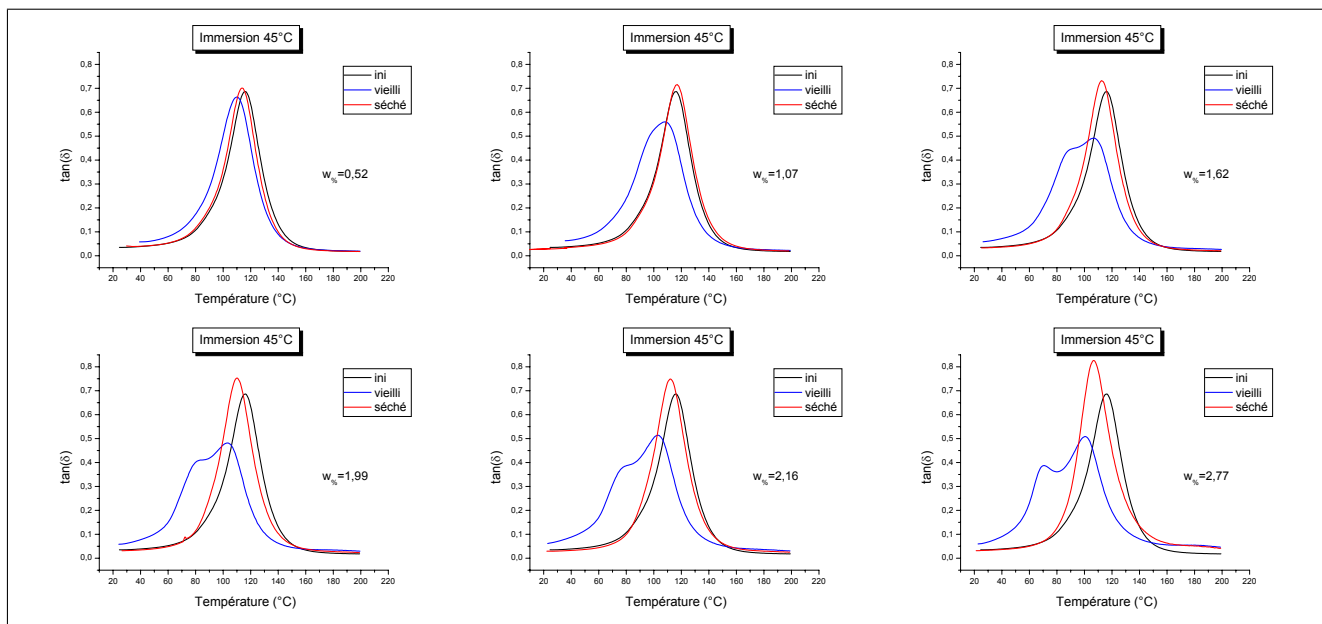 Immersion 45°C
0,8
0,7
0,6
0,5
0,4
0,3
0,2
0,1
0,0
tan(δ)
ini
vieilli
séché
w%=0,52
20 40 60 80 100 120 140 160 180 200 220
Température (°C)
Immersion 45°C
0,8
0,7
0,6
0,5
0,4
0,3
0,2
0,1
0,0
tan(δ)
ini
vieilli
séché
w%=1,07
20 40 60 80 100 120 140 160 180 200 220
Température (°C)
Immersion 45°C
0,8
0,7
0,6
0,5
0,4
0,3
0,2
0,1
0,0
tan(δ)
ini
vieilli
séché
w%=1,62
20 40 60 80 100 120 140 160 180 200 220
Température (°C)
Immersion 45°C
0,8
0,7
0,6
0,5
0,4
0,3
0,2
0,1
0,0
tan(δ)
ini
vieilli
séché
w%=1,99
20 40 60 80 100 120 140 160 180 200 220
Température (°C)
Immersion 45°C
0,8
0,7
0,6
0,5
0,4
0,3
0,2
0,1
0,0
tan(δ)
ini
vieilli
séché
w%=2,16
20 40 60 80 100 120 140 160 180 200 220
Température (°C)
Immersion 45°C
0,8
0,7
0,6
0,5
0,4
0,3
0,2
0,1
0,0
tan(δ)
ini
vieilli
séché
w%=2,77
20 40 60 80 100 120 140 160 180 200 220
Température (°C)